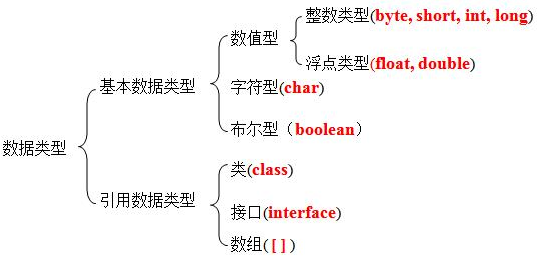 数据类型
基本数据类型
数值型
整数类型(byte, short, int, long)
浮点类型(float, double)
字符型(char)
布尔型（boolean）
引用数据类型
类(class)
接口(interface)
数组([ ])